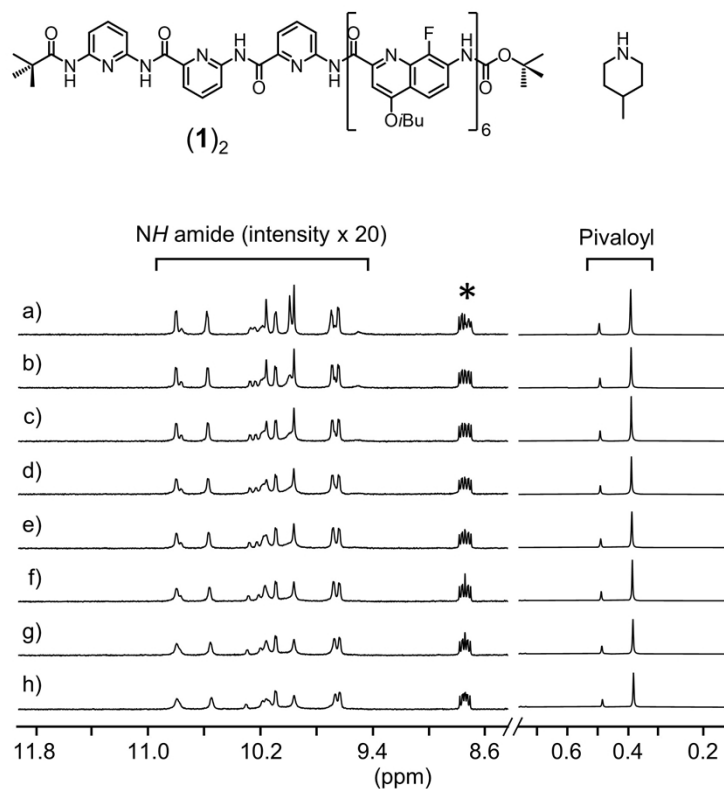 O
N
H
N
N
H
O
N
N
H
O
N
N
H
O
N
F
H
N
O
O
OiBu
6
(1)2
H
N
NH amide (intensity x 20)
Pivaloyl
*
a)
b)
c)
d)
e)
f)
g)
h)
11.8 11.0 10.2 9.4 8.6 0.6 0.4 0.2
(ppm)